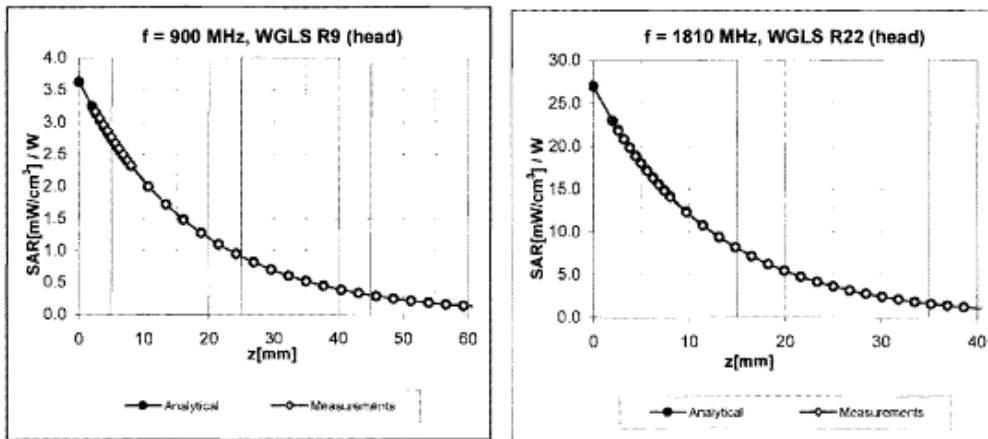 f = 900 MHz, WGLS R9 (head)
4.0
3.5
3.0
2.5
2.0
1.5
1.0
0.5
0.0
SAR[mW/cm³] / W
0 10 20 30 40 50 60
z[mm]
Analytical Measurements
f = 1810 MHz, WGLS R22 (head)
30.0
25.0
20.0
15.0
10.0
5.0
0.0
SAR[mW/cm³] / W
0 10 20 30 40
z[mm]
Analytical Measurements